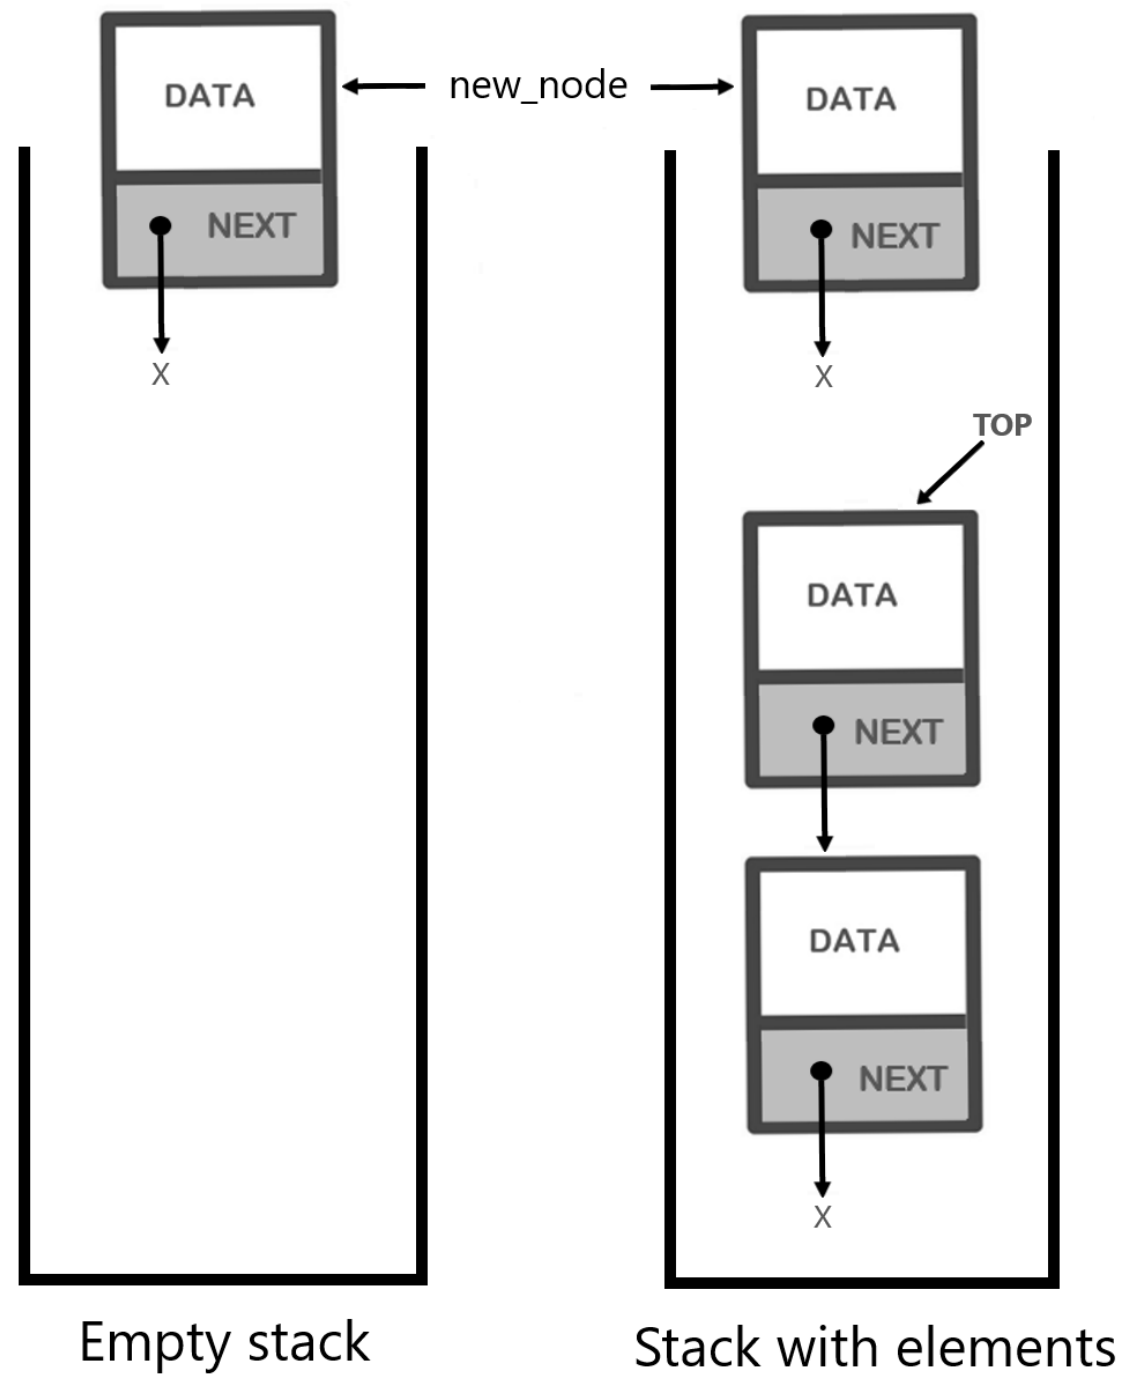 DATA
NEXT
X
new_node
DATA
NEXT
X
TOP
DATA
NEXT
DATA
NEXT
X
Empty stack
Stack with elements